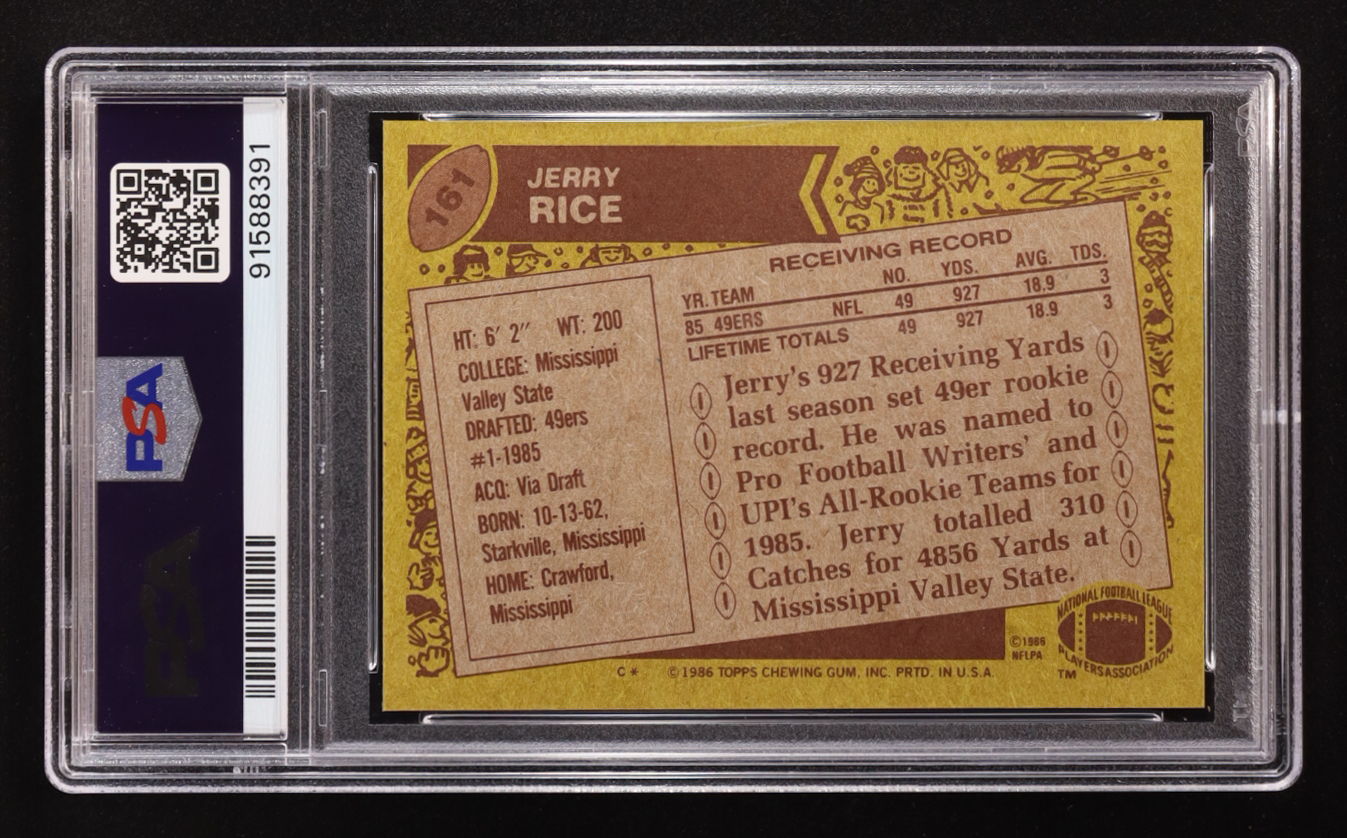 91588391
PSA
PSA
161
JERRY
RICE
RECEIVING RECORD
YR. TEAM NO. YDS. AVG. TDS.
85 49ERS NFL 49 927 18.9 3
LIFETIME TOTALS 49 927 18.9 3
HT: 6′ 2″ WT: 200
COLLEGE: Mississippi
Valley State
DRAFTED: 49ers
#1-1985
ACQ: Via Draft
BORN: 10-13-62,
Starkville, Mississippi
HOME: Crawford,
Mississippi
Jerry's 927 Receiving Yards
last season set 49er rookie
record. He was named to
Pro Football Writers' and
UPI's All-Rookie Teams for
1985. Jerry totalled 310
Catches for 4856 Yards at
Mississippi Valley State.
NATIONAL FOOTBALL LEAGUE
PLAYERS ASSOCIATION
TM
©1986
NFLPA
C* ©1986 TOPPS CHEWING GUM, INC. PRTD. IN U.S.A.
PSA